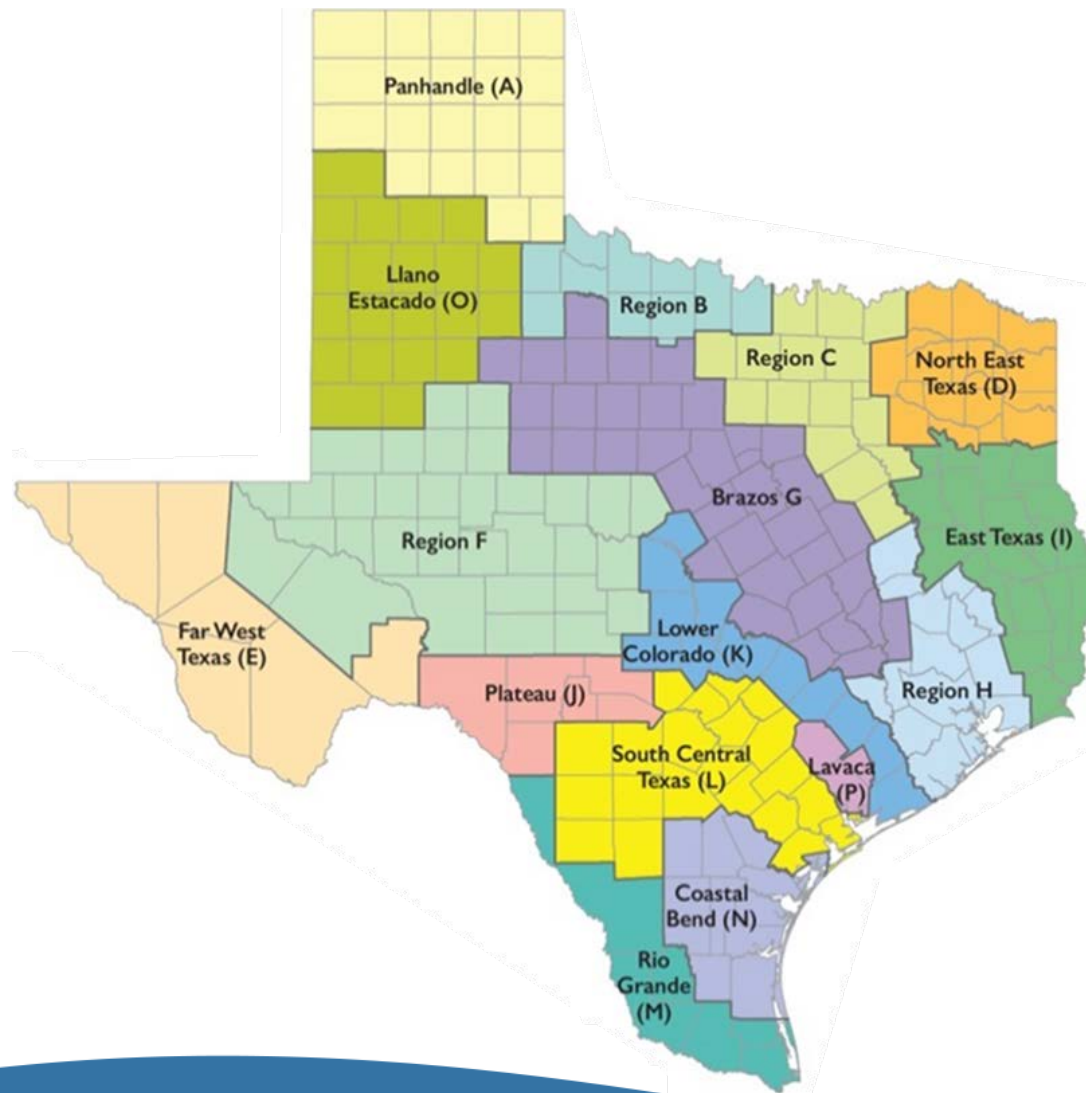 Panhandle (A)
Llano
Estacado (O)
Region B
Region C
North East
Texas (D)
Brazos G
East Texas (I)
Region F
Far West
Texas (E)
Lower
Colorado (K)
Plateau (J)
Region H
South Central
Texas (L)
Lavaca
(P)
Coastal
Bend (N)
Rio
Grande
(M)